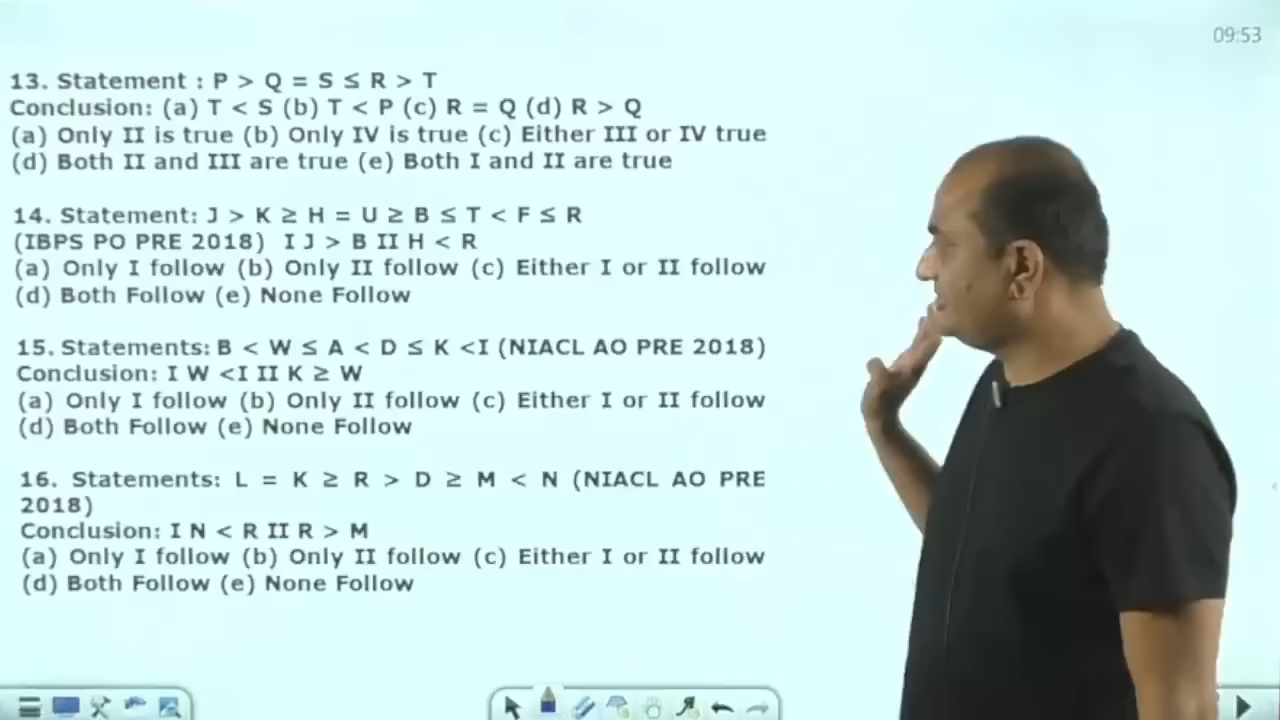 09:53
13. Statement : P > Q = S ≤ R > T
Conclusion: (a) T < S (b) T < P (c) R = Q (d) R > Q
(a) Only II is true (b) Only IV is true (c) Either III or IV true
(d) Both II and III are true (e) Both I and II are true
14. Statement: J > K ≥ H = U ≥ B ≤ T < F ≤ R
(IBPS PO PRE 2018) I J > B II H < R
(a) Only I follow (b) Only II follow (c) Either I or II follow
(d) Both Follow (e) None Follow
15. Statements: B < W ≤ A < D ≤ K <I (NIACL AO PRE 2018)
Conclusion: I W <I II K ≥ W
(a) Only I follow (b) Only II follow (c) Either I or II follow
(d) Both Follow (e) None Follow
16. Statements: L = K ≥ R > D ≥ M < N (NIACL AO PRE
2018)
Conclusion: I N < R II R > M
(a) Only I follow (b) Only II follow (c) Either I or II follow
(d) Both Follow (e) None Follow